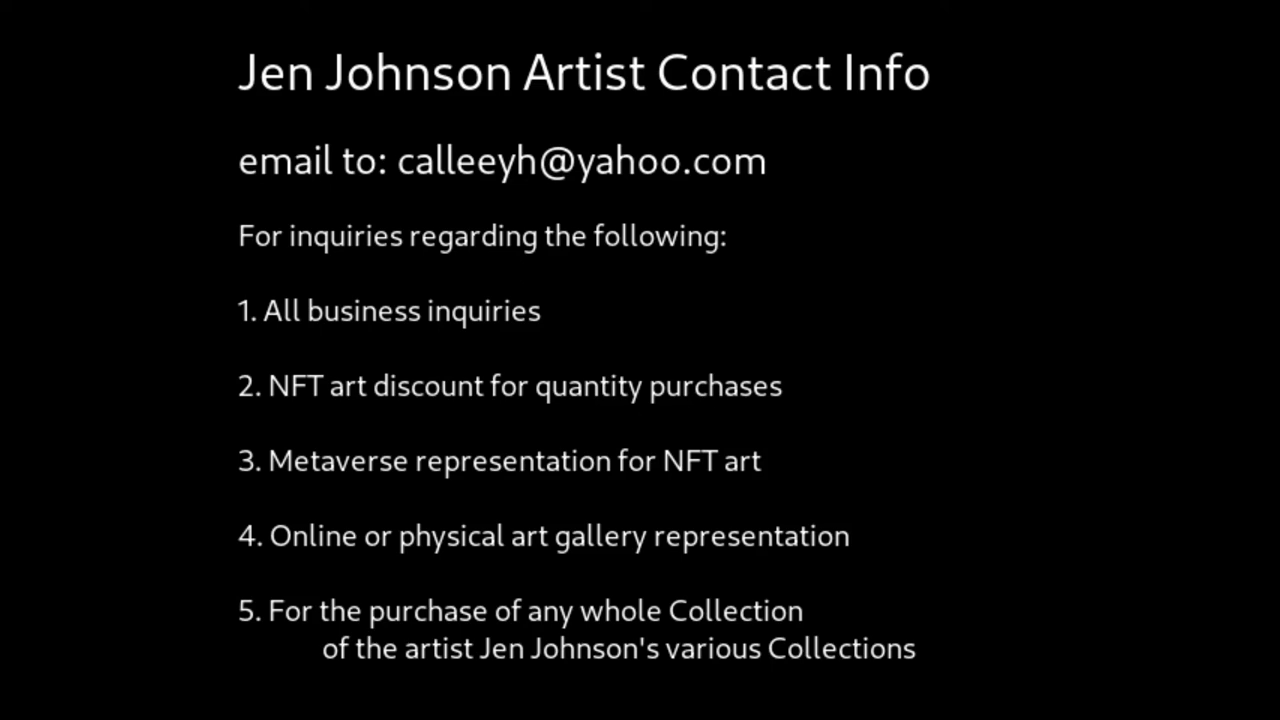 Jen Johnson Artist Contact Info
email to: calleeyh@yahoo.com
For inquiries regarding the following:
1. All business inquiries
2. NFT art discount for quantity purchases
3. Metaverse representation for NFT art
4. Online or physical art gallery representation
5. For the purchase of any whole Collection
of the artist Jen Johnson's various Collections